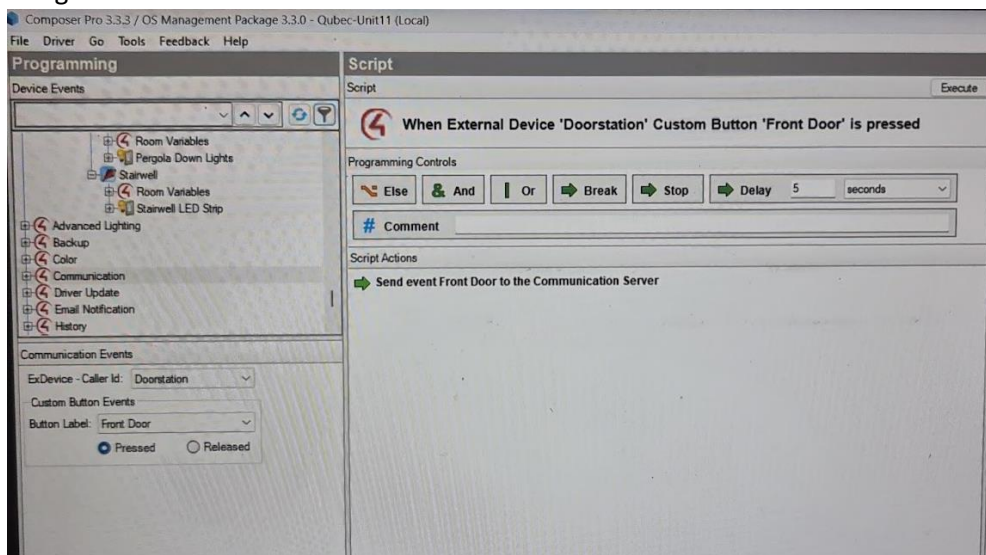 Composer Pro 3.3.3 / OS Management Package 3.3.0 - Qubec-Unit11 (Local)
File Driver Go Tools Feedback Help
Programming
Script
Device Events
Script
Execute
When External Device 'Doorstation' Custom Button 'Front Door' is pressed
Room Variables
Pergola Down Lights
Stairwell
Room Variables
Stairwell LED Strip
Advanced Lighting
Backup
Color
Communication
Driver Update
Email Notification
History
Programming Controls
Else & And Or Break Stop Delay 5 seconds
# Comment
Script Actions
Send event Front Door to the Communication Server
Communication Events
ExDevice - Caller Id: Doorstation
Custom Button Events
Button Label: Front Door
Pressed Released